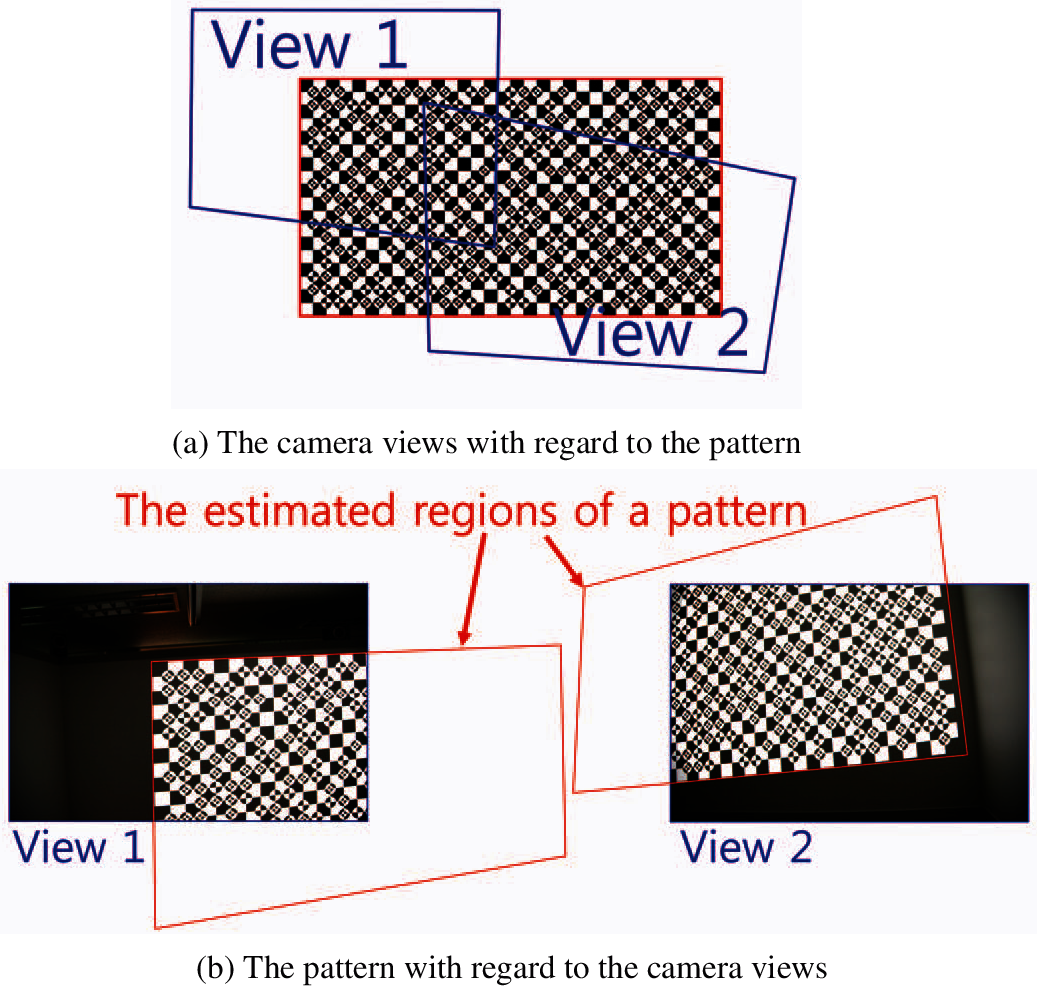 View 1
View 2
(a) The camera views with regard to the pattern
The estimated regions of a pattern
View 1
View 2
(b) The pattern with regard to the camera views